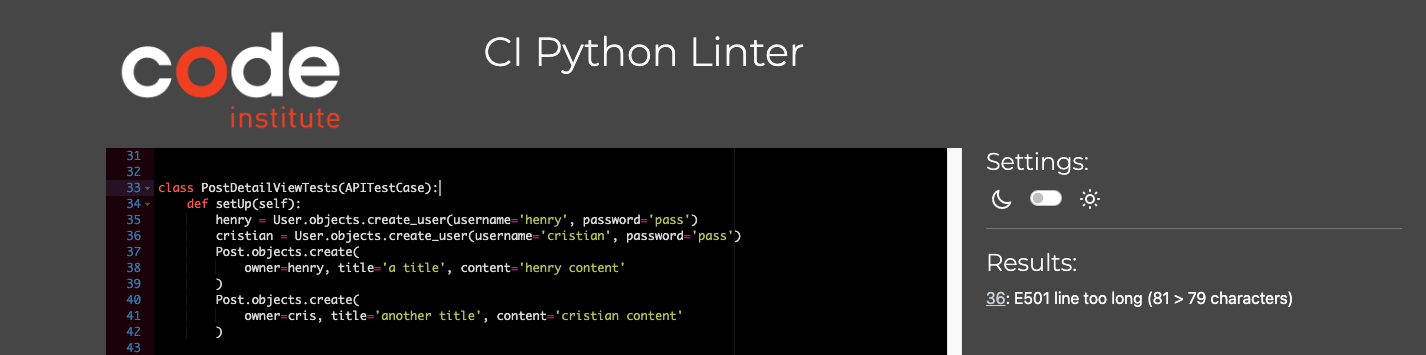 code
institute
CI Python Linter
31
32
33 class PostDetailViewTests(APITestCase):
34 def setUp(self):
35 henry = User.objects.create_user(username='henry', password='pass')
36 cristian = User.objects.create_user(username='cristian', password='pass')
37 Post.objects.create(
38 owner=henry, title='a title', content='henry content'
39 )
40 Post.objects.create(
41 owner=cris, title='another title', content='cristian content'
42 )
43
Settings:
Results:
36: E501 line too long (81 > 79 characters)